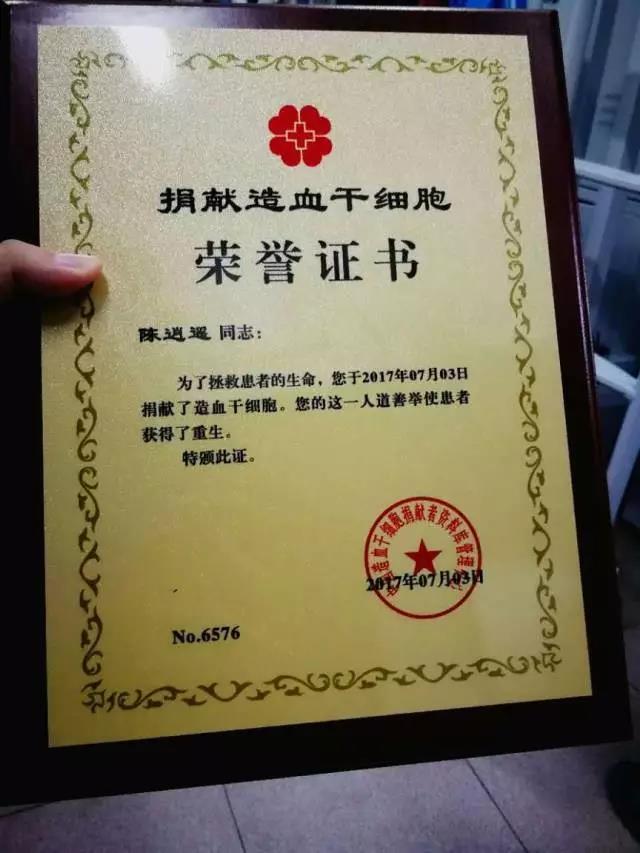 捐献造血干细胞
荣誉证书
陈逍遥 同志：
为了拯救患者的生命，您于2017年07月03日
捐献了造血干细胞。您的这一人道善举使患者
获得了重生。
特颁此证。
造血干细胞捐献者资料库管理
2017年07月03日
No.6576